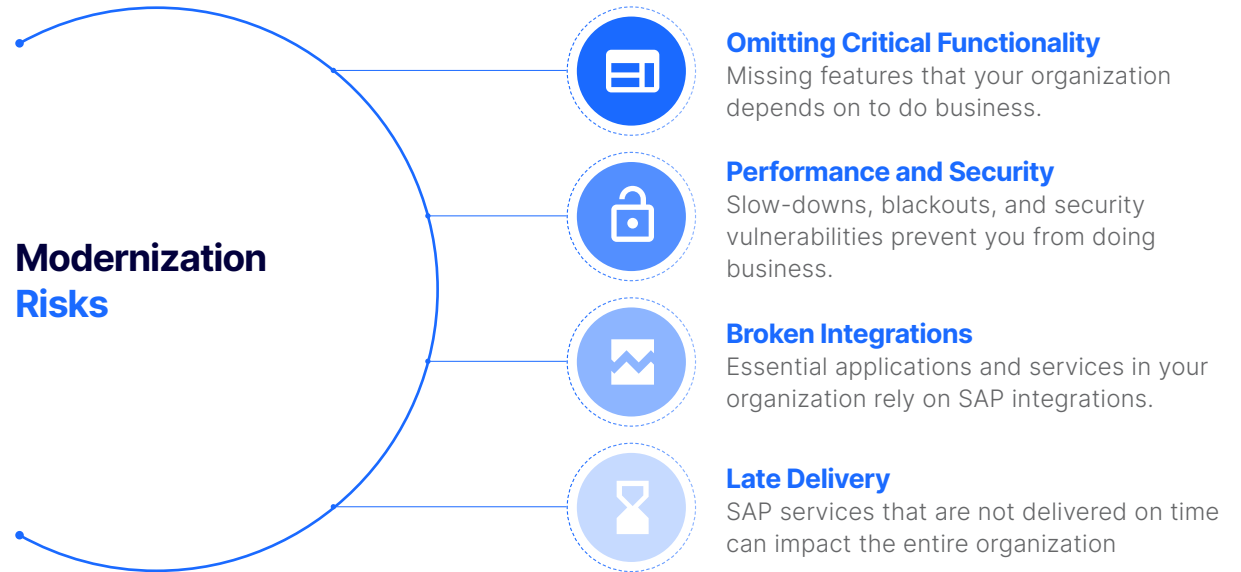 Modernization
Risks
Omitting Critical Functionality
Missing features that your organization
depends on to do business.
Performance and Security
Slow-downs, blackouts, and security
vulnerabilities prevent you from doing
business.
Broken Integrations
Essential applications and services in your
organization rely on SAP integrations.
Late Delivery
SAP services that are not delivered on time
can impact the entire organization